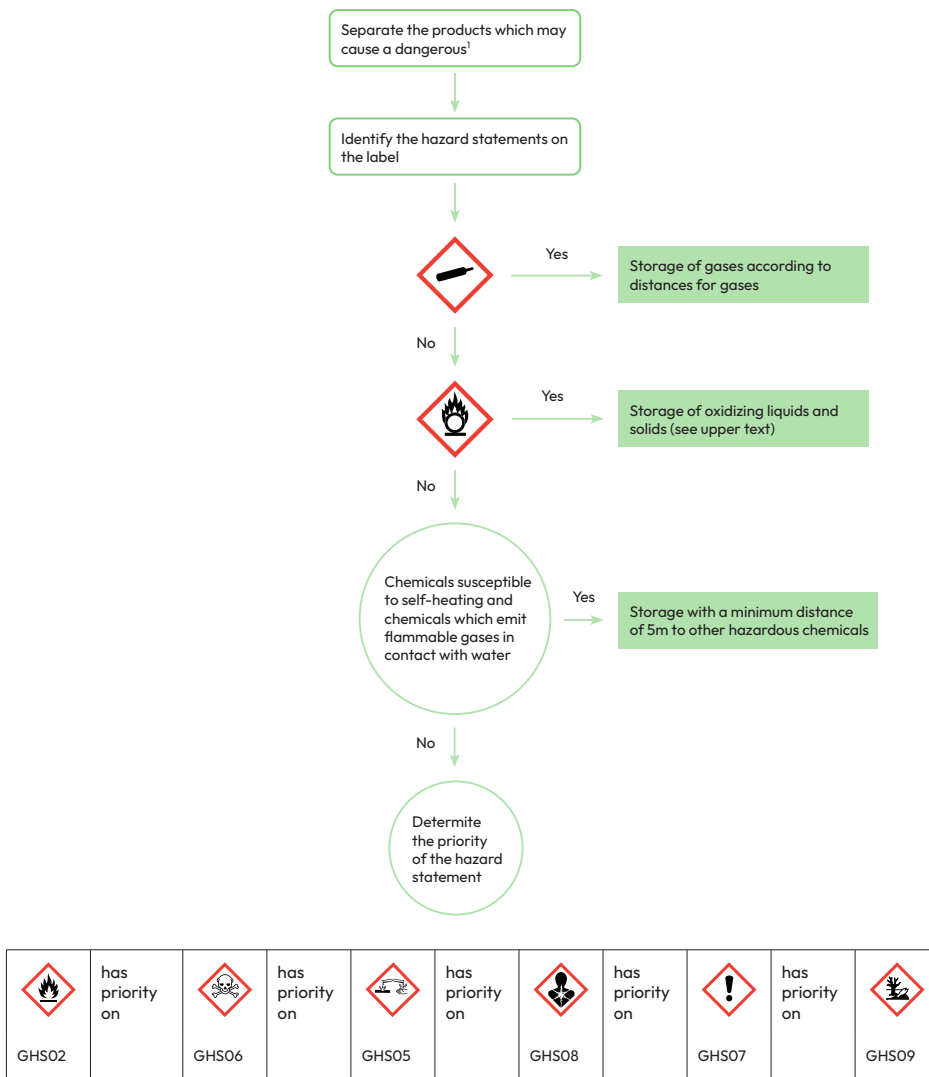 Separate the products which may
cause a dangerous¹
Identify the hazard statements on
the label
Yes
Storage of gases according to
distances for gases
No
Yes
Storage of oxidizing liquids and
solids (see upper text)
No
Chemicals susceptible
to self-heating and
chemicals which emit
flammable gases in
contact with water
Yes
Storage with a minimum distance
of 5m to other hazardous chemicals
No
Determite
the priority
of the hazard
statement
GHS02
has
priority
on
GHS06
has
priority
on
GHS05
has
priority
on
GHS08
has
priority
on
GHS07
has
priority
on
GHS09